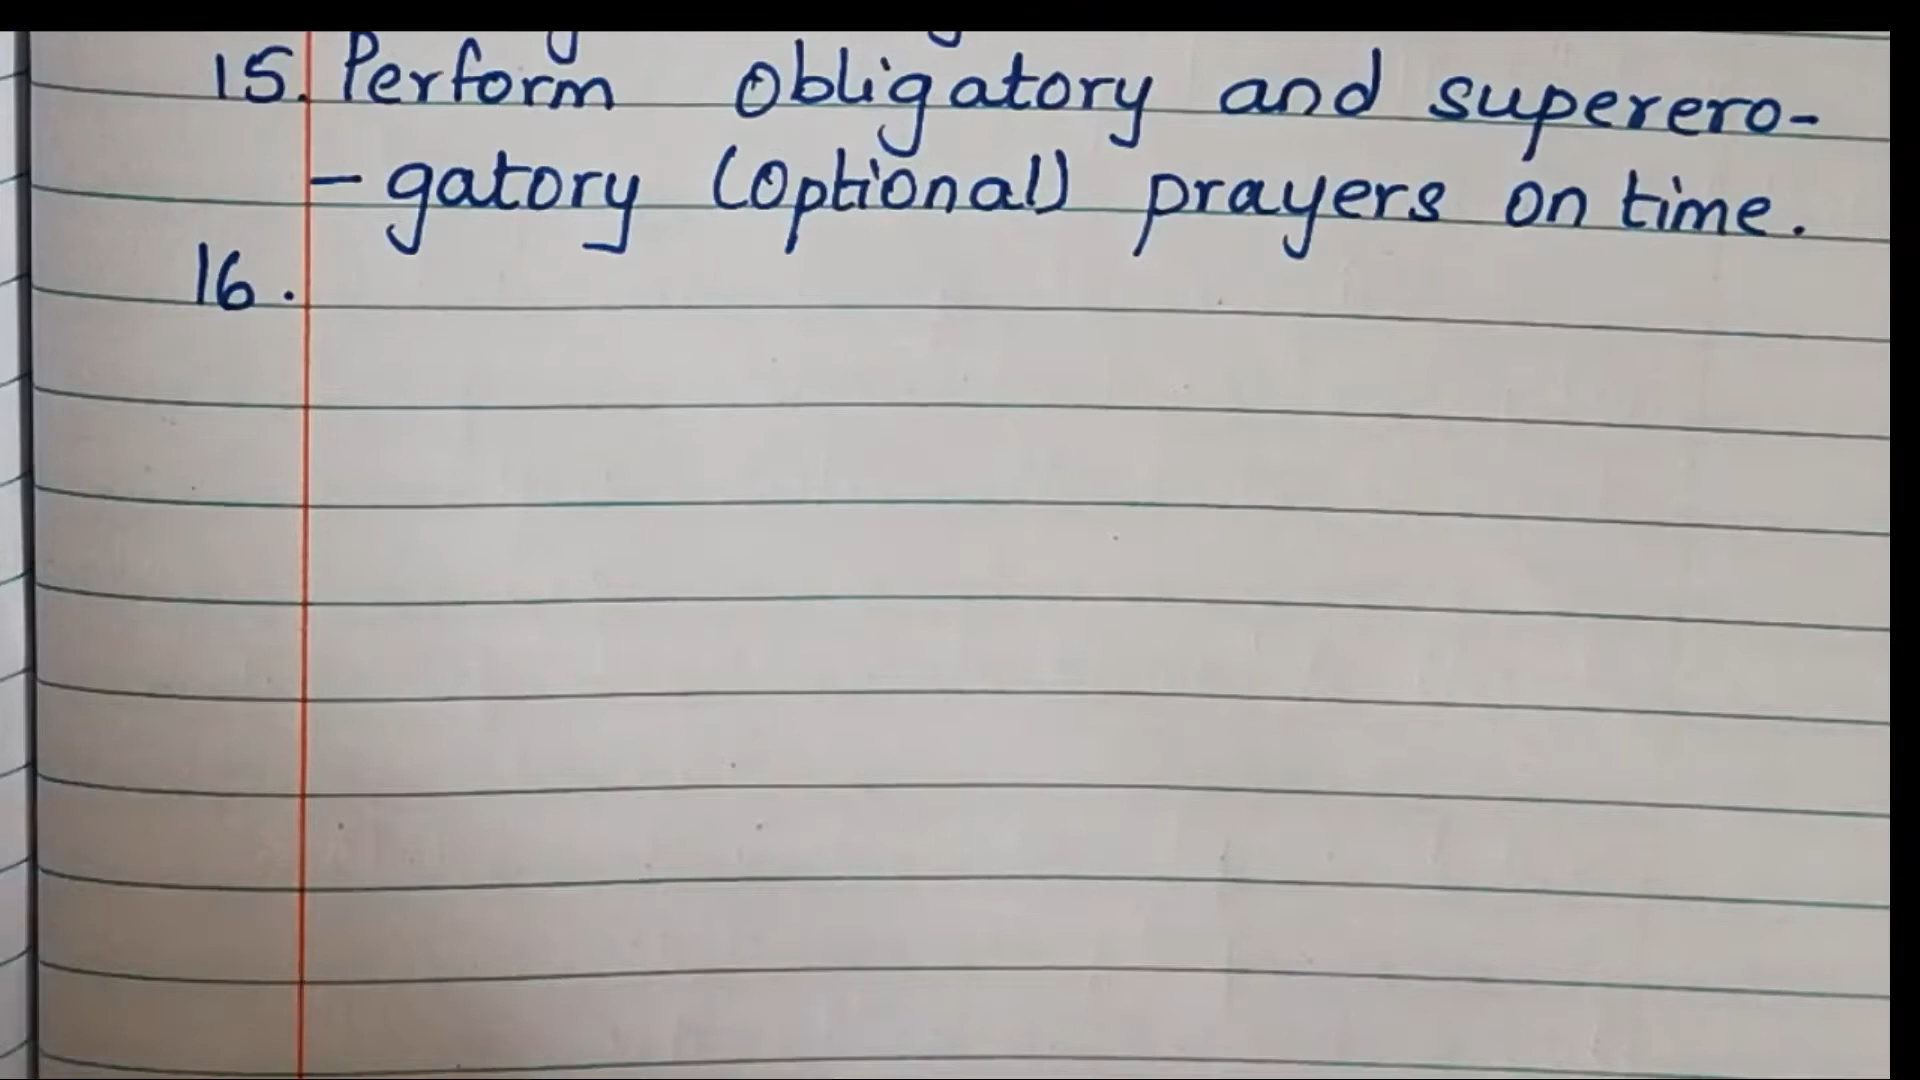 15. Perform obligatory and superero-
- gatory (optional) prayers on time.
16.